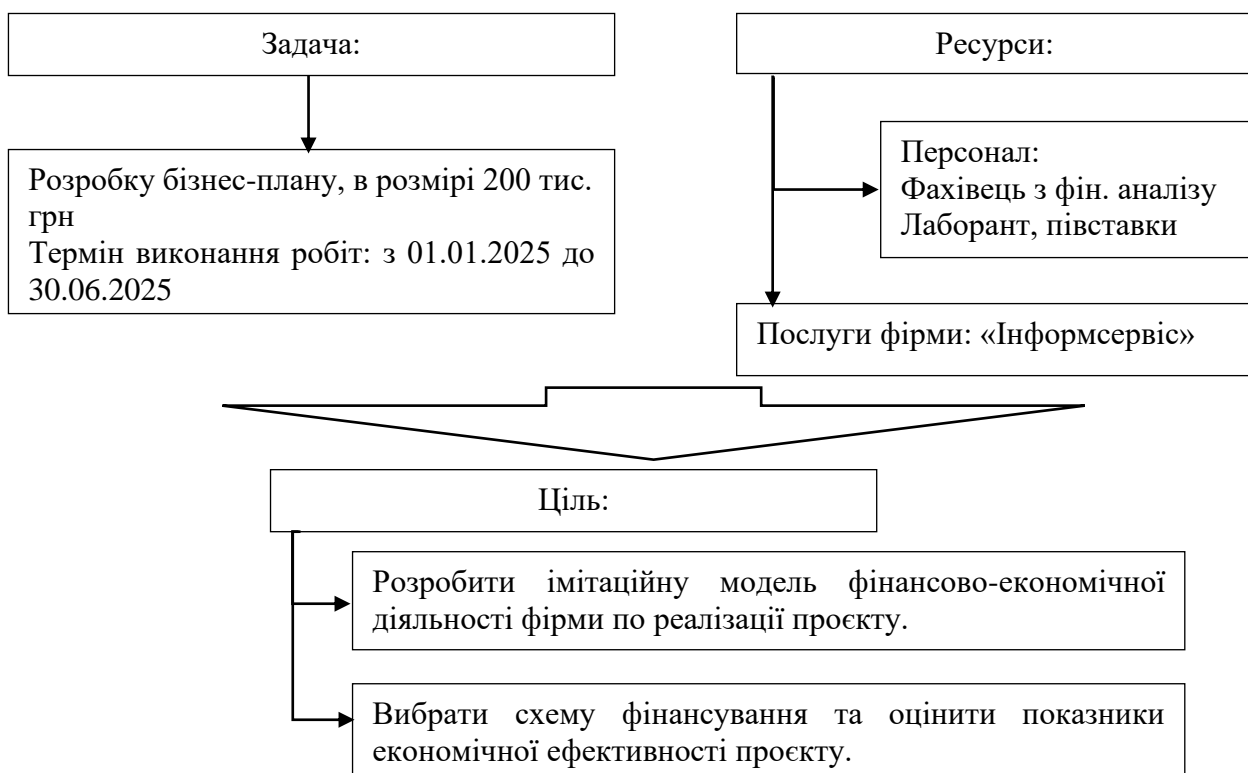 Задача:
Розробку бізнес-плану, в розмірі 200 тис.
грн
Термін виконання робіт: з 01.01.2025 до
30.06.2025
Ресурси:
Персонал:
Фахівець з фін. аналізу
Лаборант, півставки
Послуги фірми: «Інформсервіс»
Ціль:
Розробити імітаційну модель фінансово-економічної
діяльності фірми по реалізації проєкту.
Вибрати схему фінансування та оцінити показники
економічної ефективності проєкту.